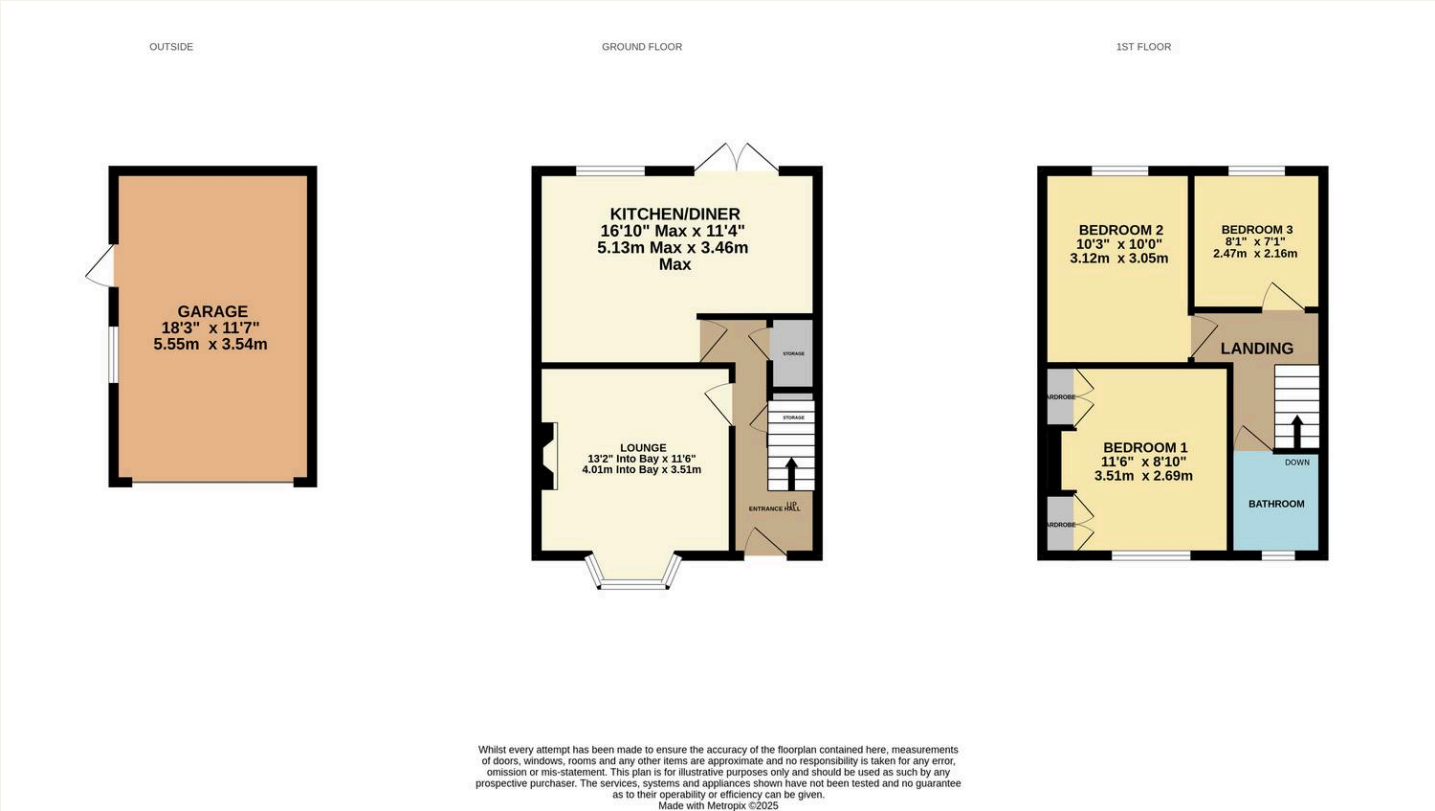 OUTSIDE
GARAGE
18'3" x 11'7"
5.55m x 3.54m
GROUND FLOOR
KITCHEN/DINER
16'10" Max x 11'4"
5.13m Max x 3.46m
Max
STORAGE
STORAGE
LOUNGE
13'2" Into Bay x 11'6"
4.01m Into Bay x 3.51m
UP
ENTRANCE HALL
1ST FLOOR
BEDROOM 2
10'3" x 10'0"
3.12m x 3.05m
BEDROOM 3
8'1" x 7'1"
2.47m x 2.16m
LANDING
ARDROBE
BEDROOM 1
11'6" x 8'10"
3.51m x 2.69m
ARDROBE
DOWN
BATHROOM
Whilst every attempt has been made to ensure the accuracy of the floorplan contained here, measurements
of doors, windows, rooms and any other items are approximate and no responsibility is taken for any error,
omission or mis-statement. This plan is for illustrative purposes only and should be used as such by any
prospective purchaser. The services, systems and appliances shown have not been tested and no guarantee
as to their operability or efficiency can be given.
Made with Metropix ©2025